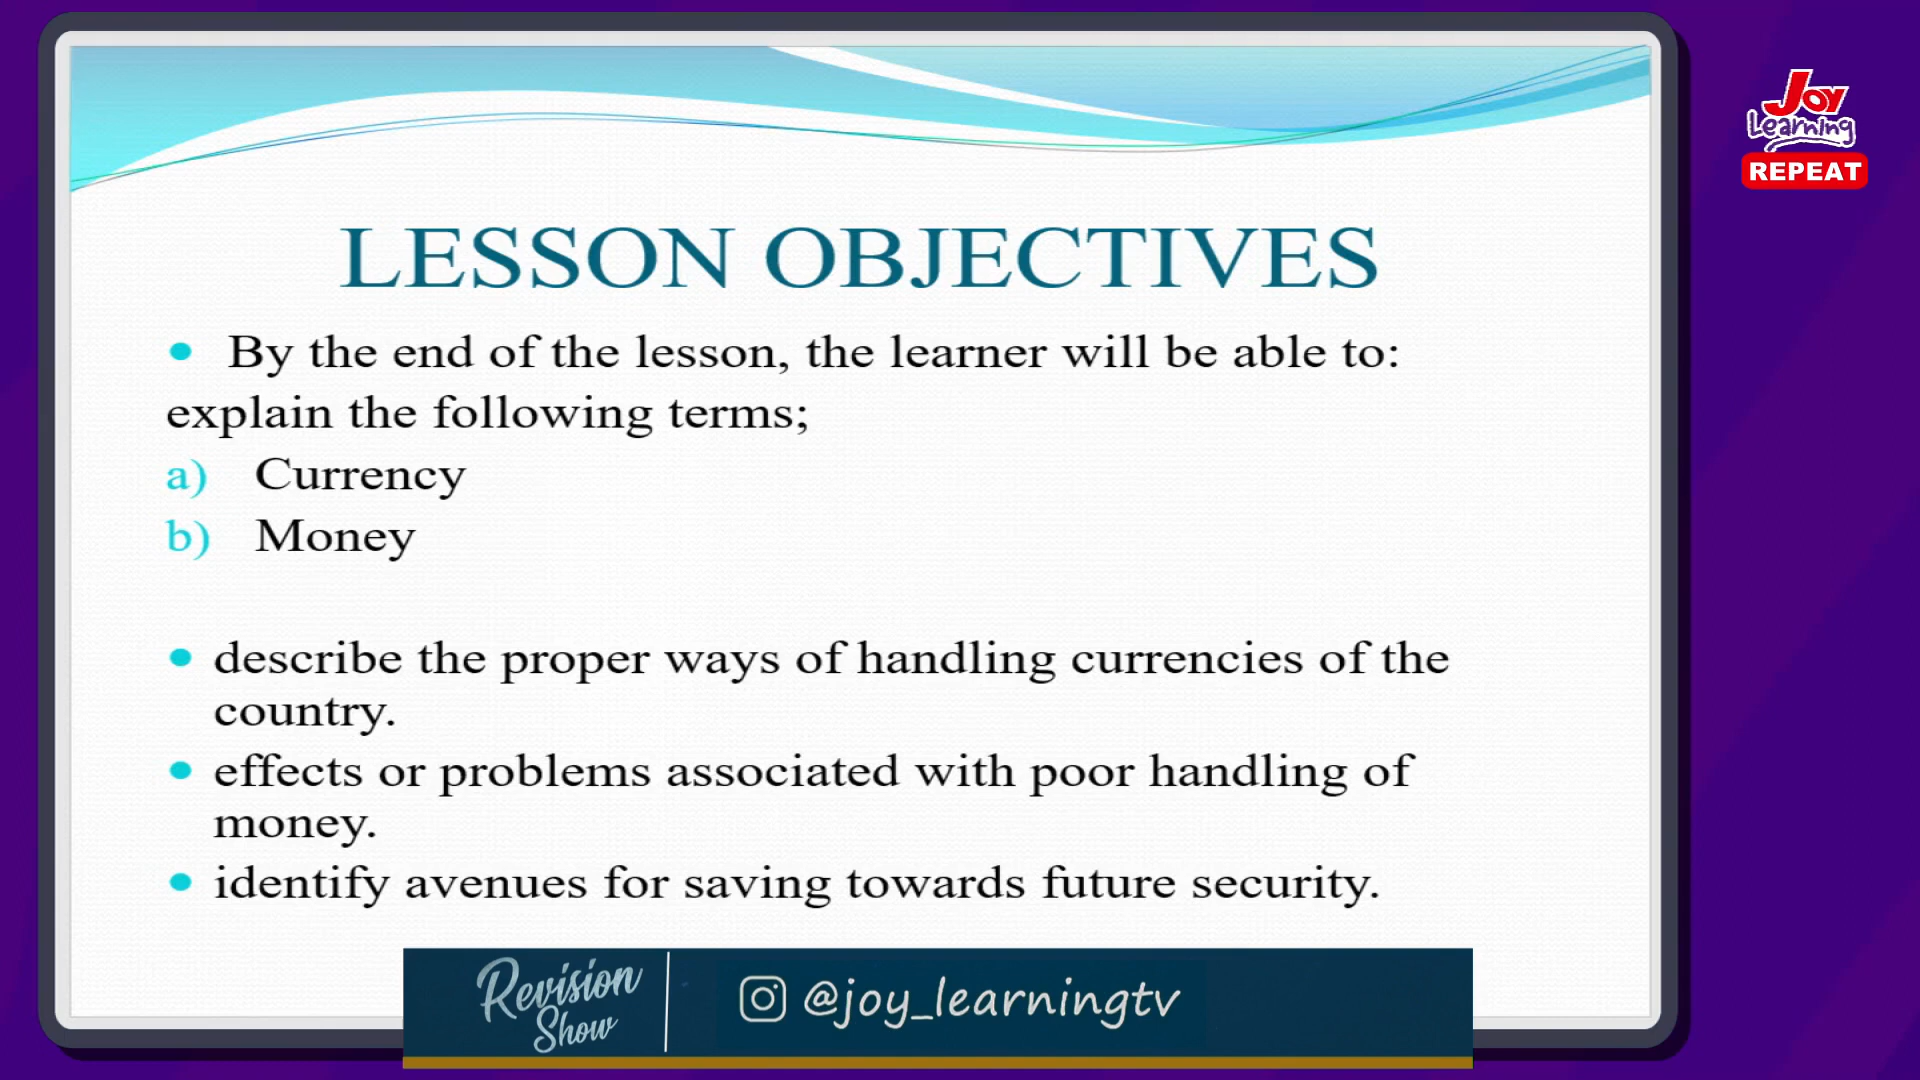 Joy
Learning
REPEAT
LESSON OBJECTIVES
• By the end of the lesson, the learner will be able to:
explain the following terms;
a) Currency
b) Money
• describe the proper ways of handling currencies of the
country.
• effects or problems associated with poor handling of
money.
• identify avenues for saving towards future security.
Revision
Show
@joy_learningtv